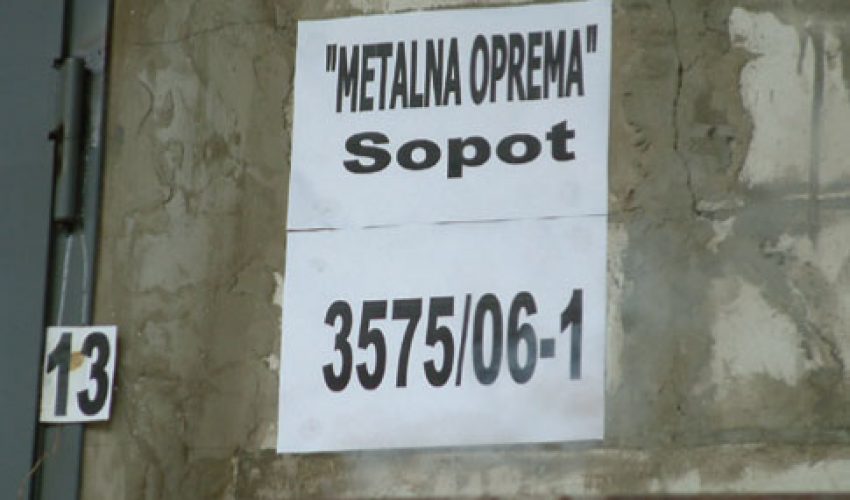 "METALNA OPREMA"
Sopot
3575/06-1
13